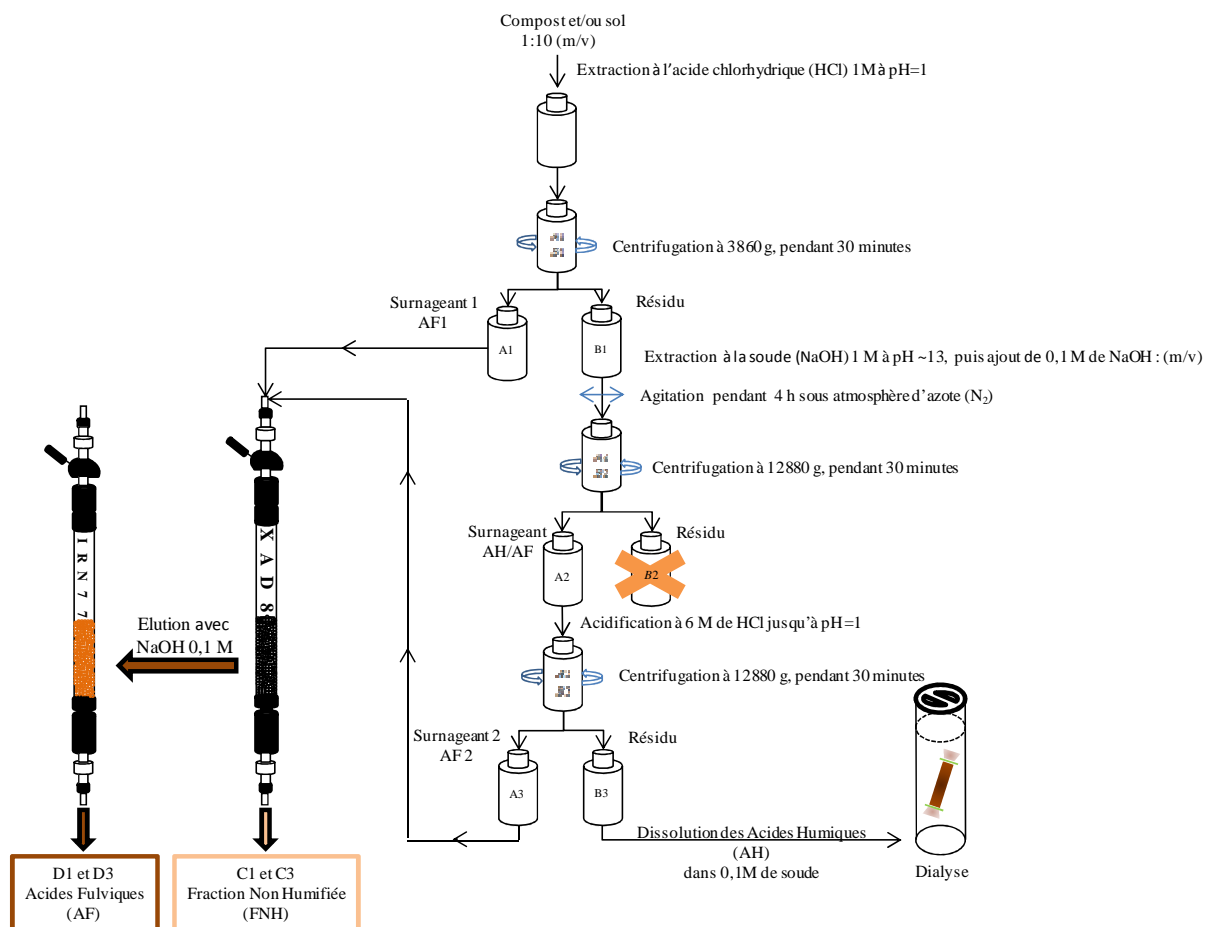 Compost et/ou sol
1:10 (m/v)
Extraction à l'acide chlorhydrique (HCl) 1M à pH=1
Centrifugation à 3860 g, pendant 30 minutes
Surnageant 1
AF1
Résidu
A1
B1
Extraction à la soude (NaOH) 1 M à pH ~13, puis ajout de 0,1 M de NaOH : (m/v)
Agitation pendant 4 h sous atmosphère d'azote (N₂)
Centrifugation à 12880 g, pendant 30 minutes
Surnageant
AH/AF
Résidu
A2
B2
Acidification à 6 M de HCl jusqu'à pH=1
Centrifugation à 12880 g, pendant 30 minutes
Surnageant 2
AF 2
Résidu
A3
B3
Dissolution des Acides Humiques
(AH)
dans 0,1M de soude
Dialyse
IRN77
XAD8
Elution avec
NaOH 0,1 M
D1 et D3
Acides Fulviques
(AF)
C1 et C3
Fraction Non Humifiée
(FNH)